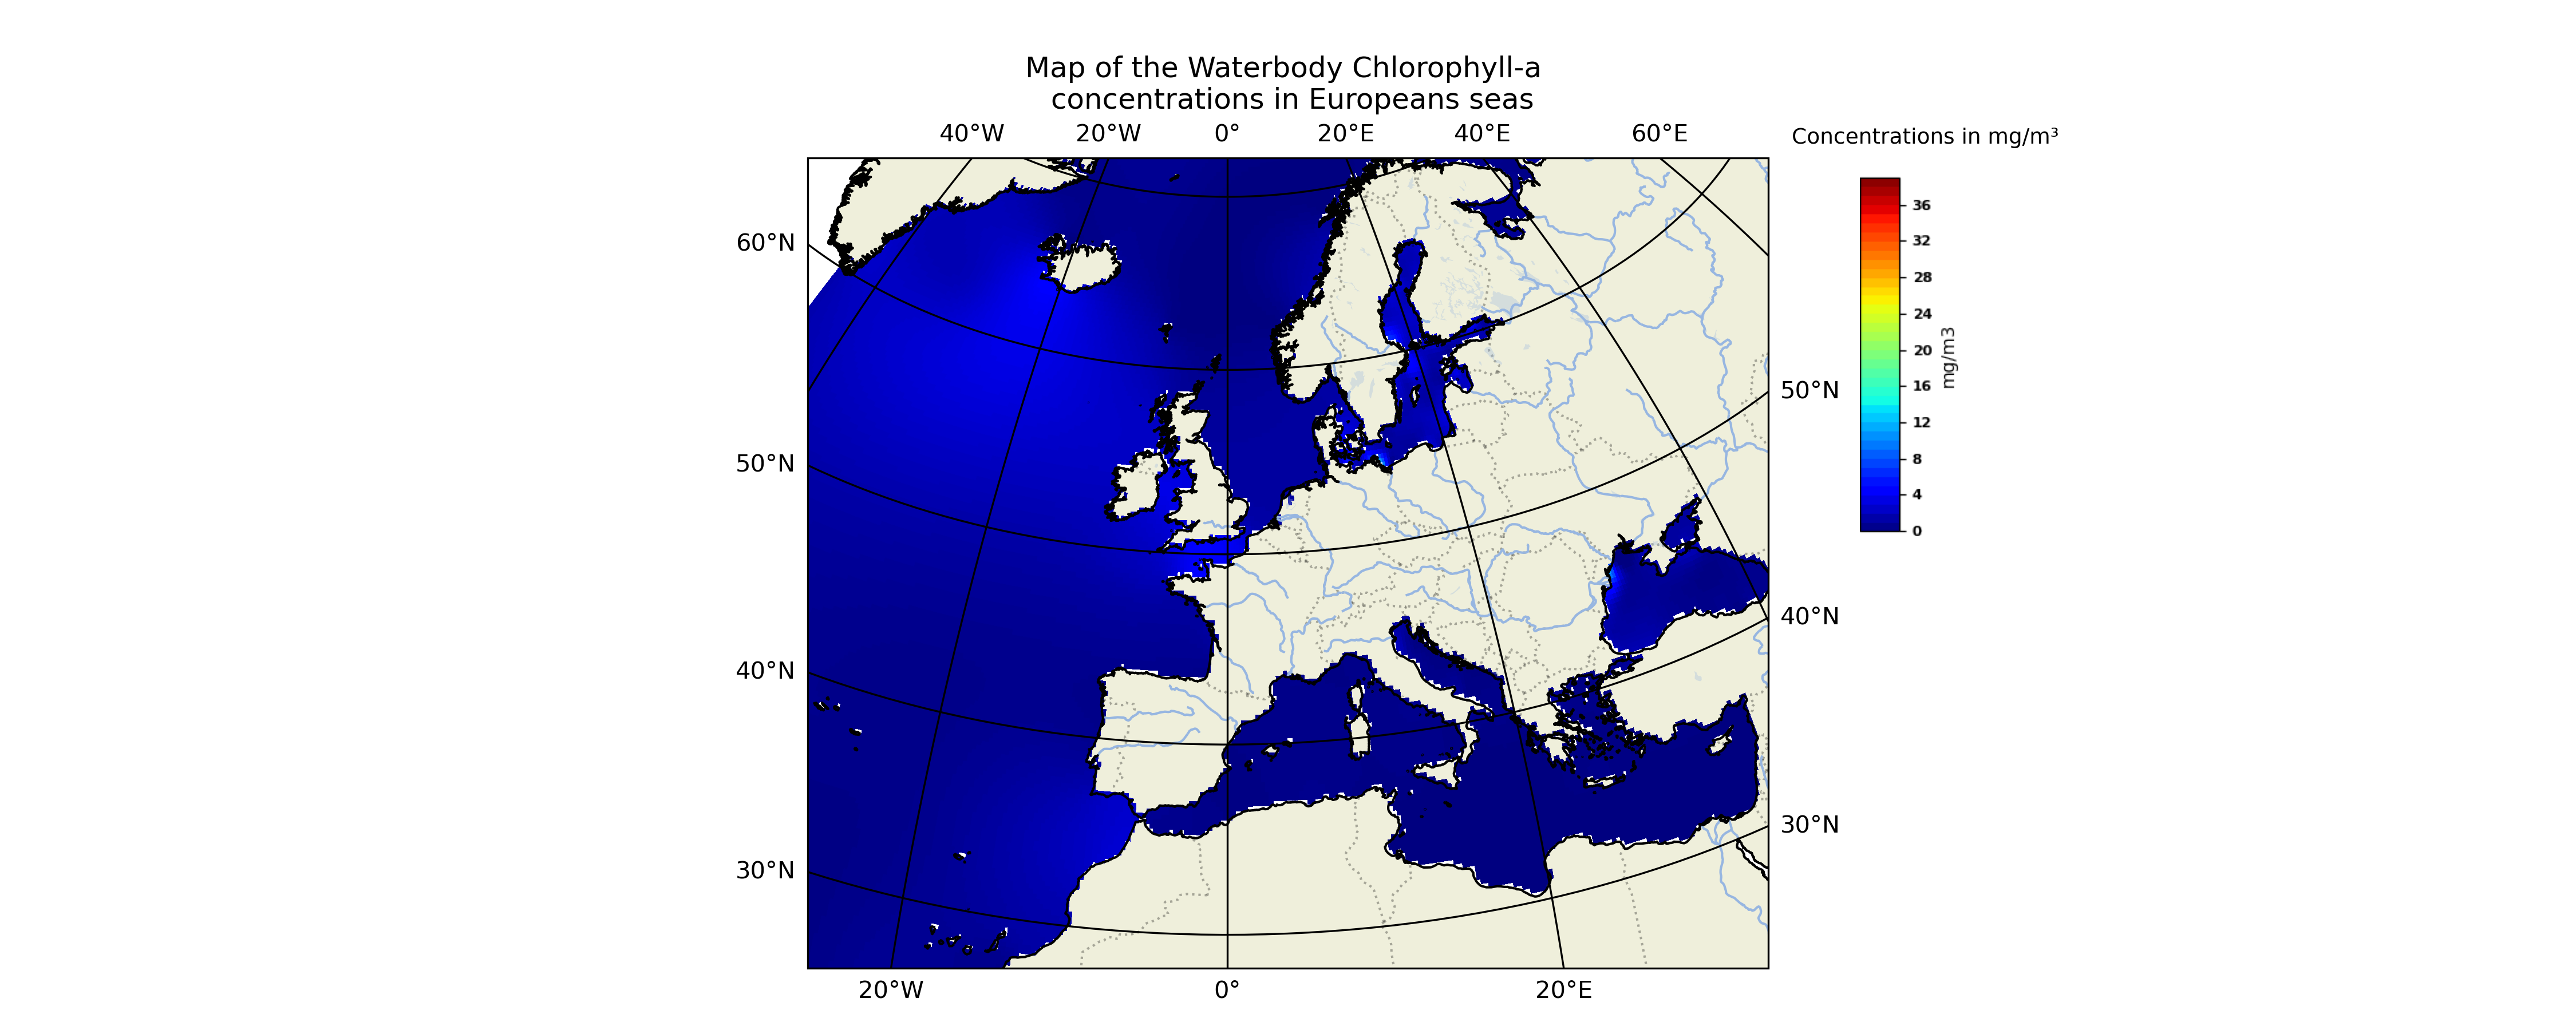 Map of the Waterbody Chlorophyll-a
concentrations in Europeans seas
40°W 20°W 0° 20°E 40°E 60°E
Concentrations in mg/m³
36
32
28
24
20
16
12
8
4
0
mg/m3
60°N
50°N
40°N
30°N
50°N
40°N
30°N
20°W 0° 20°E